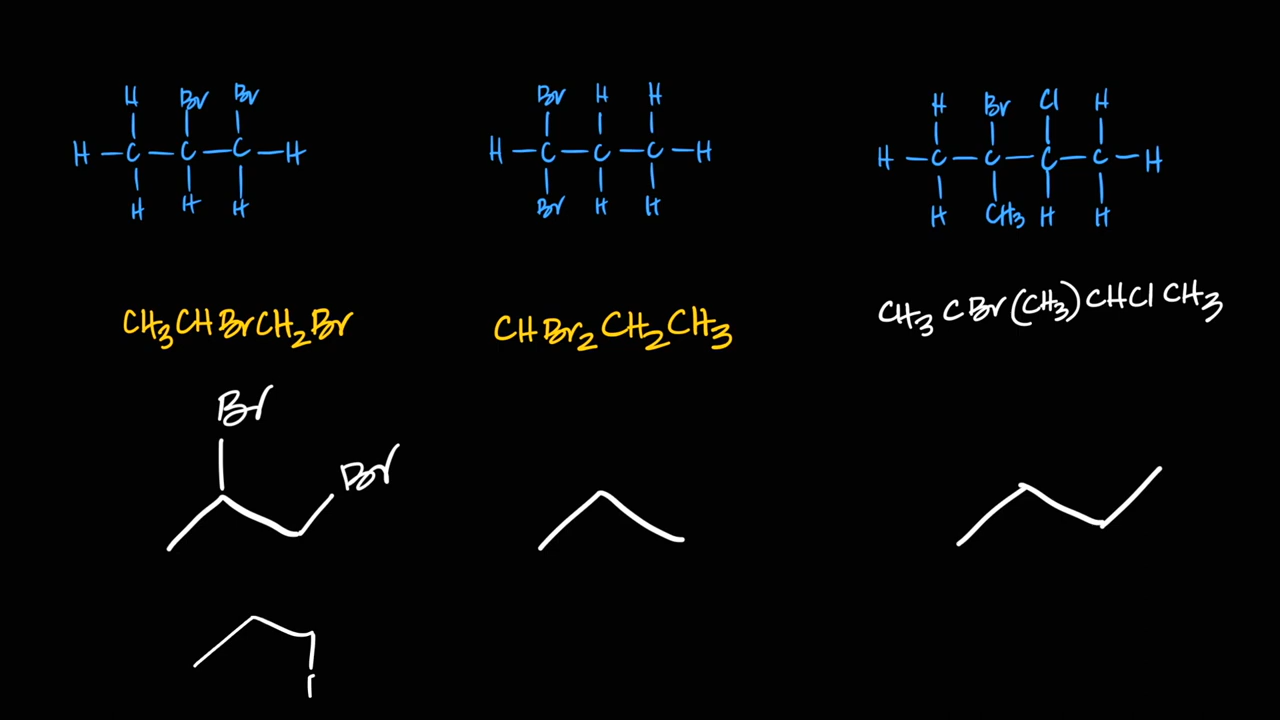 H Br Br
H C C C H
H H H
Br H H
H C C C H
Br H H
H Br Cl H
H C C C C H
H CH3 H H
CH3CHBrCH2Br
CHBr2CH2CH3
CH3CBr(CH3)CHClCH3
Br
Br